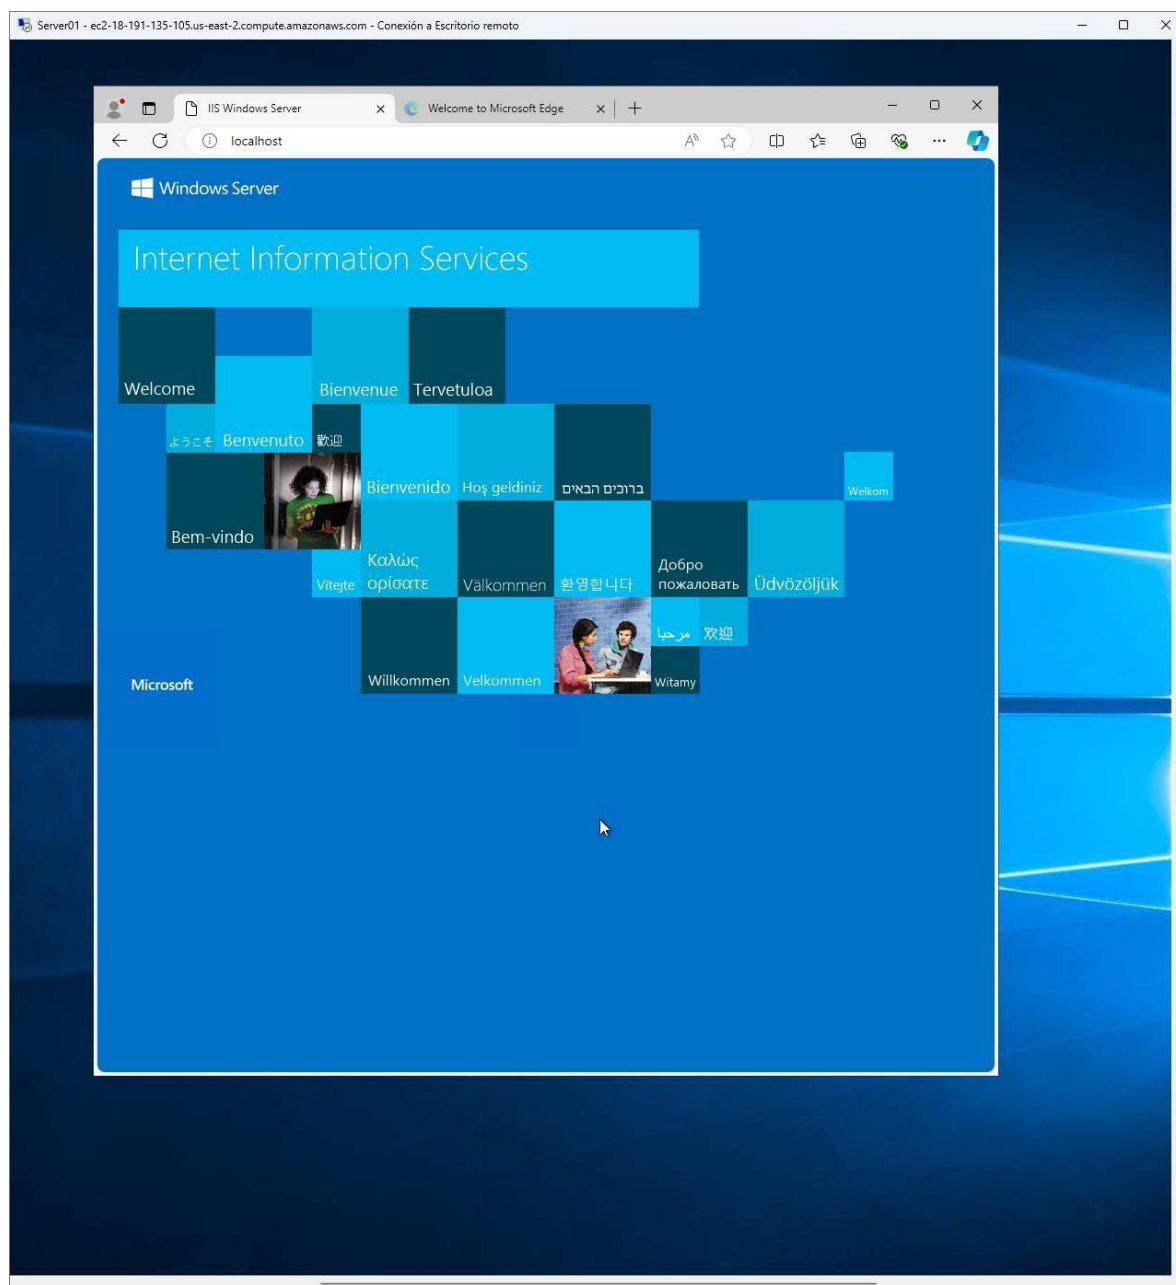 Server01 - ec2-18-191-135-105.us-east-2.compute.amazonaws.com - Conexión a Escritorio remoto
IIS Windows Server
Welcome to Microsoft Edge
localhost
Windows Server
Internet Information Services
Welcome
Bienvenue
Tervetuloa
ようこそ
Benvenuto
歡迎
Bienvenido
Hoş geldiniz
ברוכים הבאים
Welkom
Bem-vindo
Vítejte
Καλώς
ορίσατε
Välkommen
환영합니다
Добро
пожаловать
Üdvözöljük
Microsoft
Willkommen
Velkommen
مرحبا
欢迎
Witamy